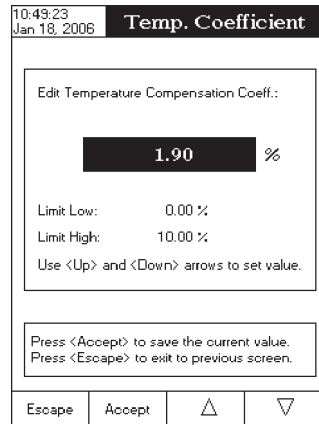 10:49:23
Jan 18, 2006
Temp. Coefficient
Edit Temperature Compensation Coeff.:
1.90 %
Limit Low: 0.00 %
Limit High: 10.00 %
Use <Up> and <Down> arrows to set value.
Press <Accept> to save the current value.
Press <Escape> to exit to previous screen.
Escape Accept △ ▽